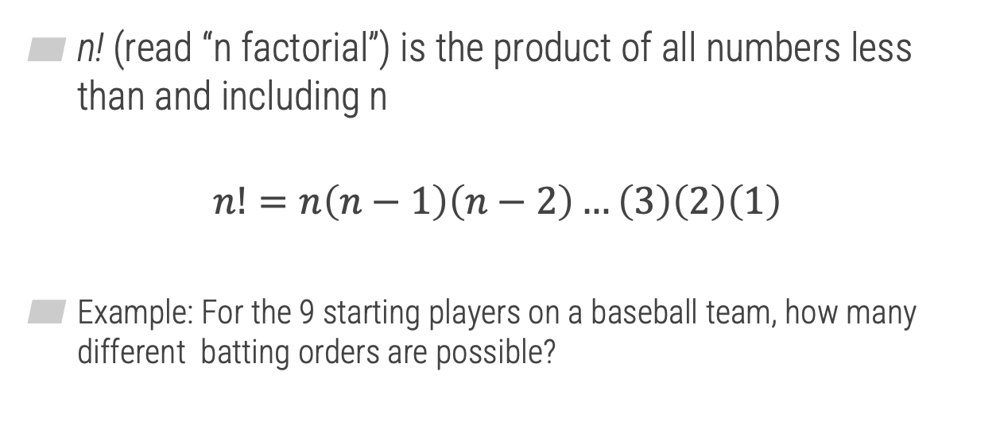 n! (read “n factorial”) is the product of all numbers less
than and including n
n! = n(n − 1)(n − 2) … (3)(2)(1)
Example: For the 9 starting players on a baseball team, how many
different  batting orders are possible?